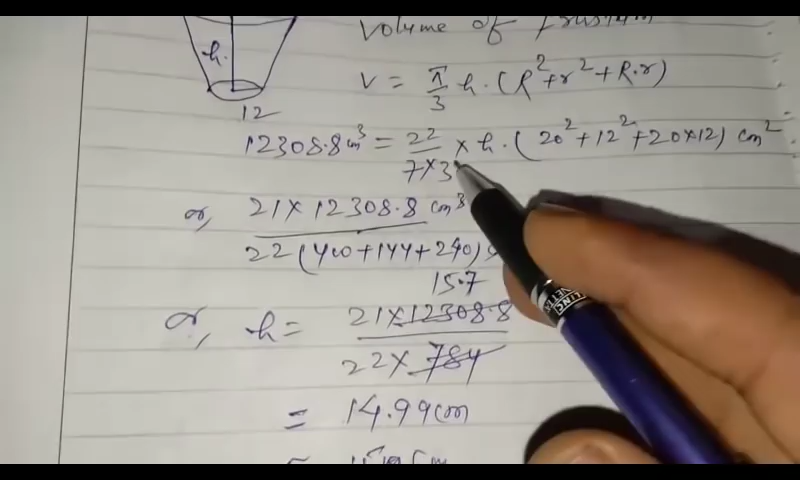 Volume of frustum
h.
12
V = π/3 h. (R²+r²+R.r)
12308.8 cm³ = 22/7×3 × h. (20²+12²+20×12) cm²
or, 21×12308.8 cm³ / 22(400+144+240)
15.7
or, h = 21×12308.8 / 22×784
= 14.99cm